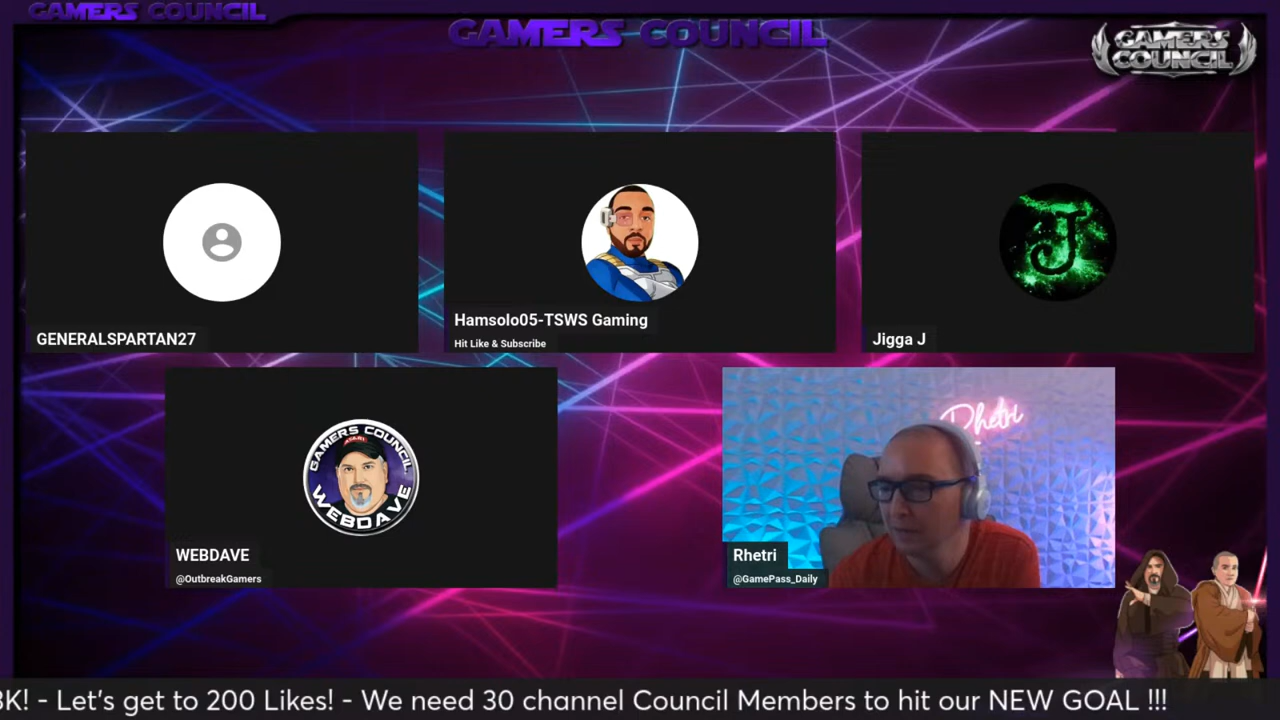 GAMERS COUNCIL
GAMERS COUNCIL
GAMERS
COUNCIL
GENERALSPARTAN27
Hamsolo05-TSWS Gaming
Hit Like & Subscribe
J
Jigga J
GAMERS COUNCIL
WEBDAVE
WEBDAVE
@OutbreakGamers
Rhetri
Rhetri
@GamePass_Daily
3K! - Let's get to 200 Likes! - We need 30 channel Council Members to hit our NEW GOAL !!!